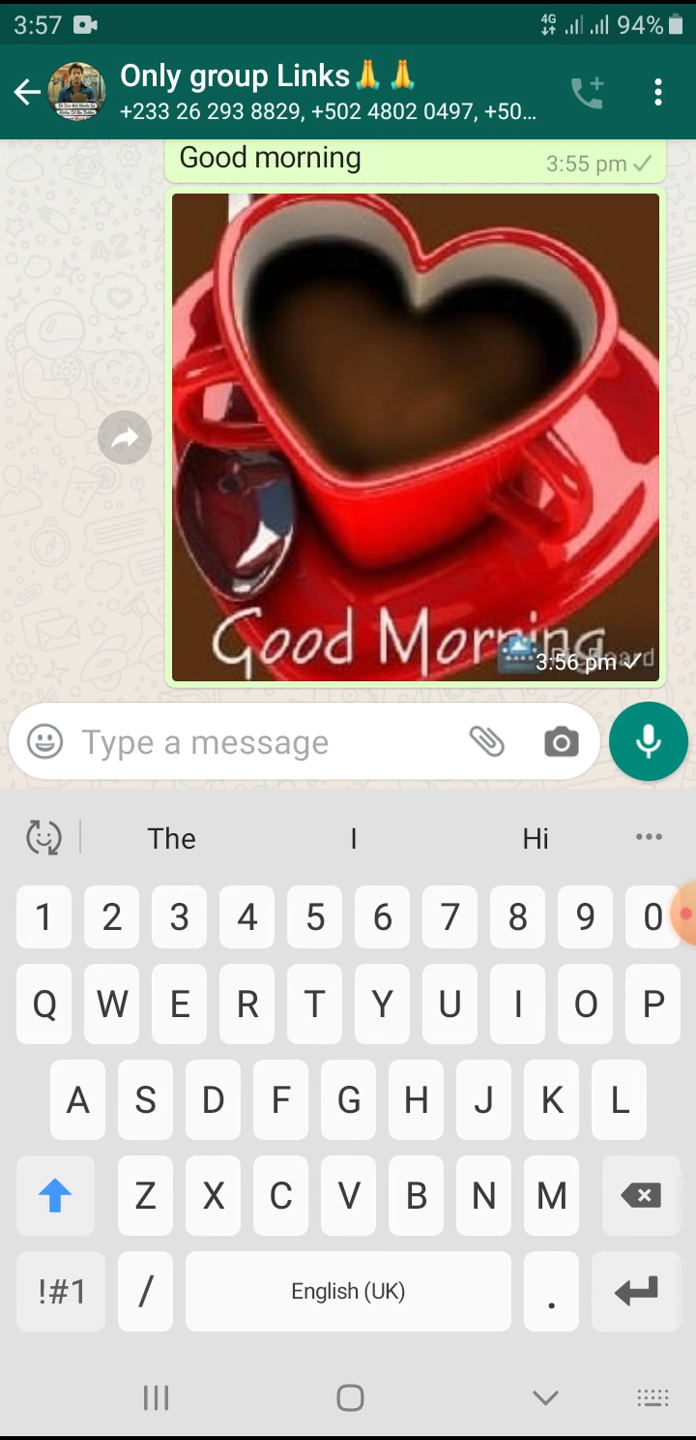 3:57 4G 94%
Only group Links🙏🙏
+233 26 293 8829, +502 4802 0497, +50...
Good morning 3:55 pm
Good Morning
3:56 pm
Type a message
The I Hi
1 2 3 4 5 6 7 8 9 0
Q W E R T Y U I O P
A S D F G H J K L
Z X C V B N M
!#1 / English (UK) .